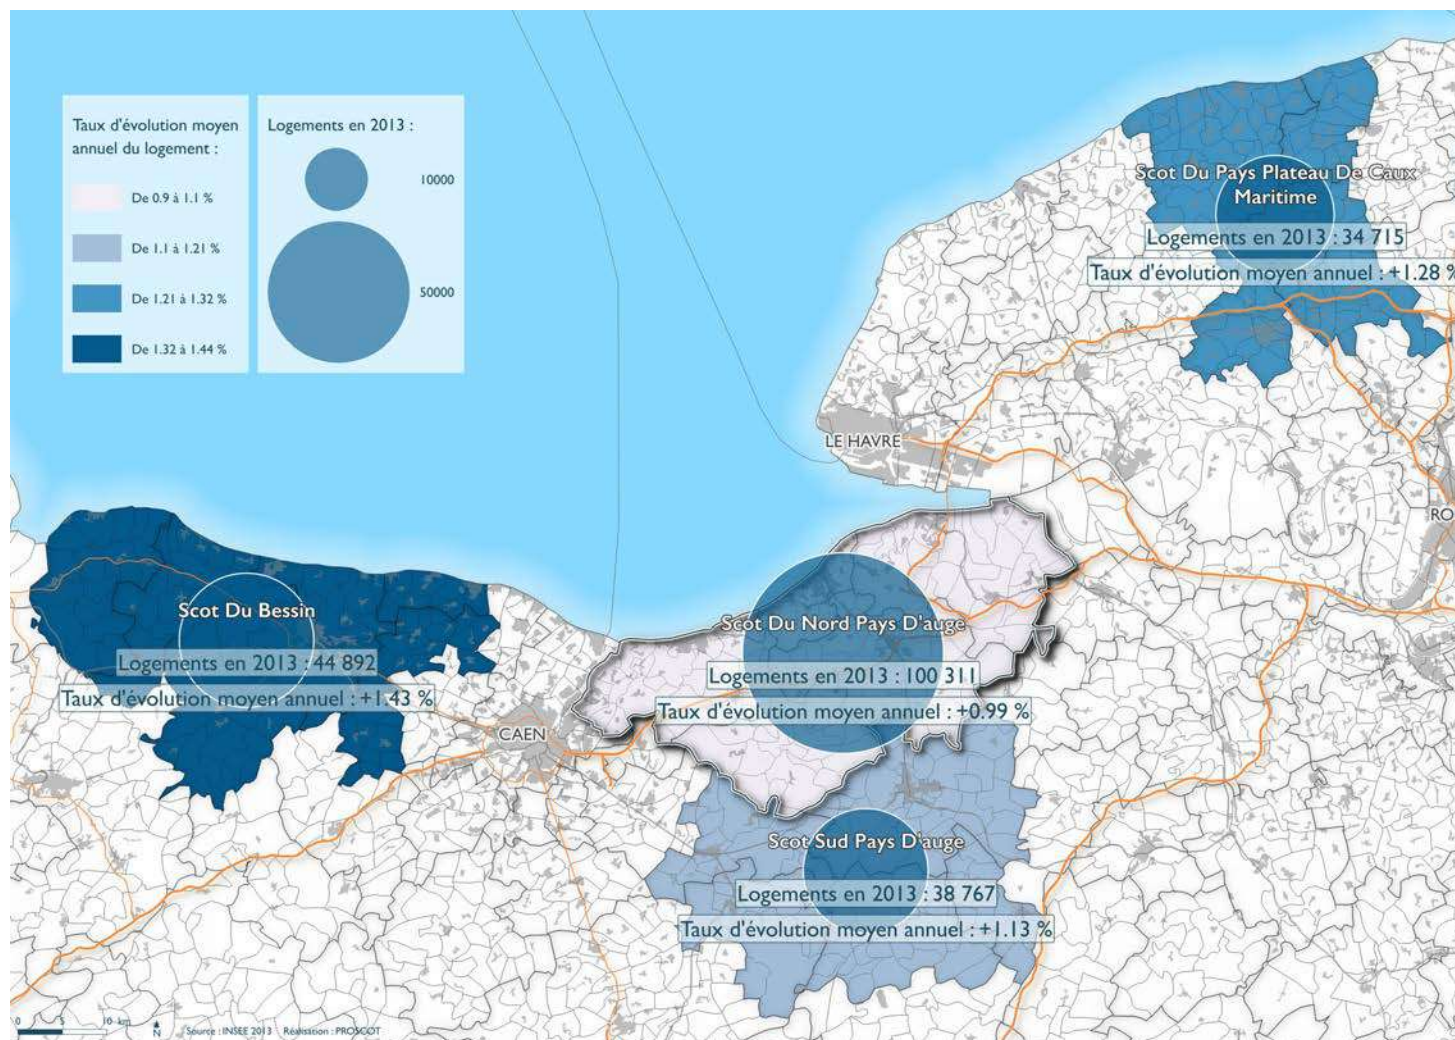 Taux d'évolution moyen
annuel du logement :
De 0.9 à 1.1 %
De 1.1 à 1.21 %
De 1.21 à 1.32 %
De 1.32 à 1.44 %
Logements en 2013 :
10000
50000
Scot Du Pays Plateau De Caux
Maritime
Logements en 2013 : 34 715
Taux d'évolution moyen annuel : +1.28 %
LE HAVRE
RO
Scot Du Bessin
Logements en 2013 : 44 892
Taux d'évolution moyen annuel : +1.43 %
Scot Du Nord Pays D'auge
Logements en 2013 : 100 311
Taux d'évolution moyen annuel : +0.99 %
CAEN
Scot Sud Pays D'auge
Logements en 2013 : 38 767
Taux d'évolution moyen annuel : +1.13 %
0 5 10 km
N
Source : INSEE 2013 Réalisation : PROSCOT